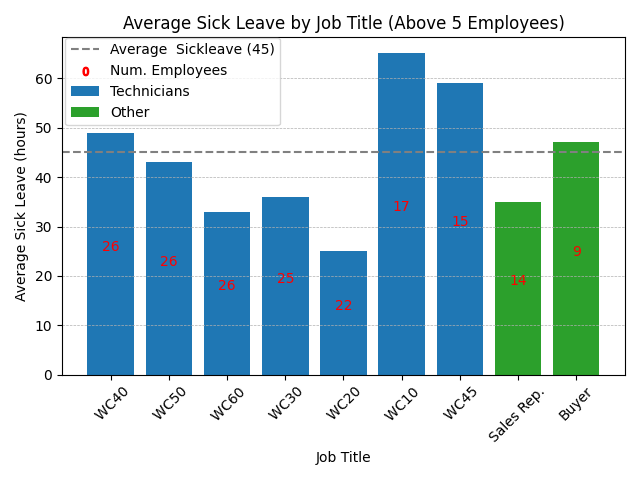 Average Sick Leave by Job Title (Above 5 Employees)
Average  Sickleave (45)
0 Num. Employees
Technicians
Other
Average Sick Leave (hours)
60
50
40
30
20
10
0
26
26
26
25
22
17
15
14
9
WC40
WC50
WC60
WC30
WC20
WC10
WC45
Sales Rep.
Buyer
Job Title